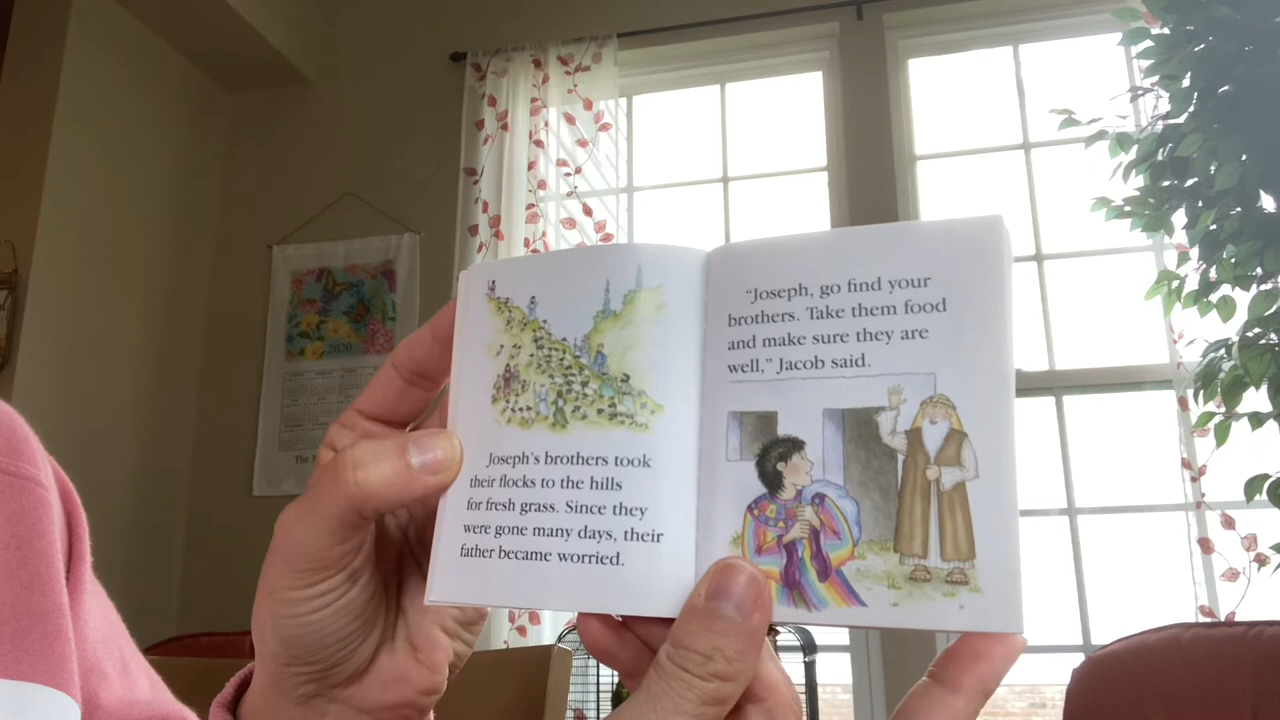 2020
Joseph's brothers took
their flocks to the hills
for fresh grass. Since they
were gone many days, their
father became worried.
“Joseph, go find your
brothers. Take them food
and make sure they are
well,” Jacob said.